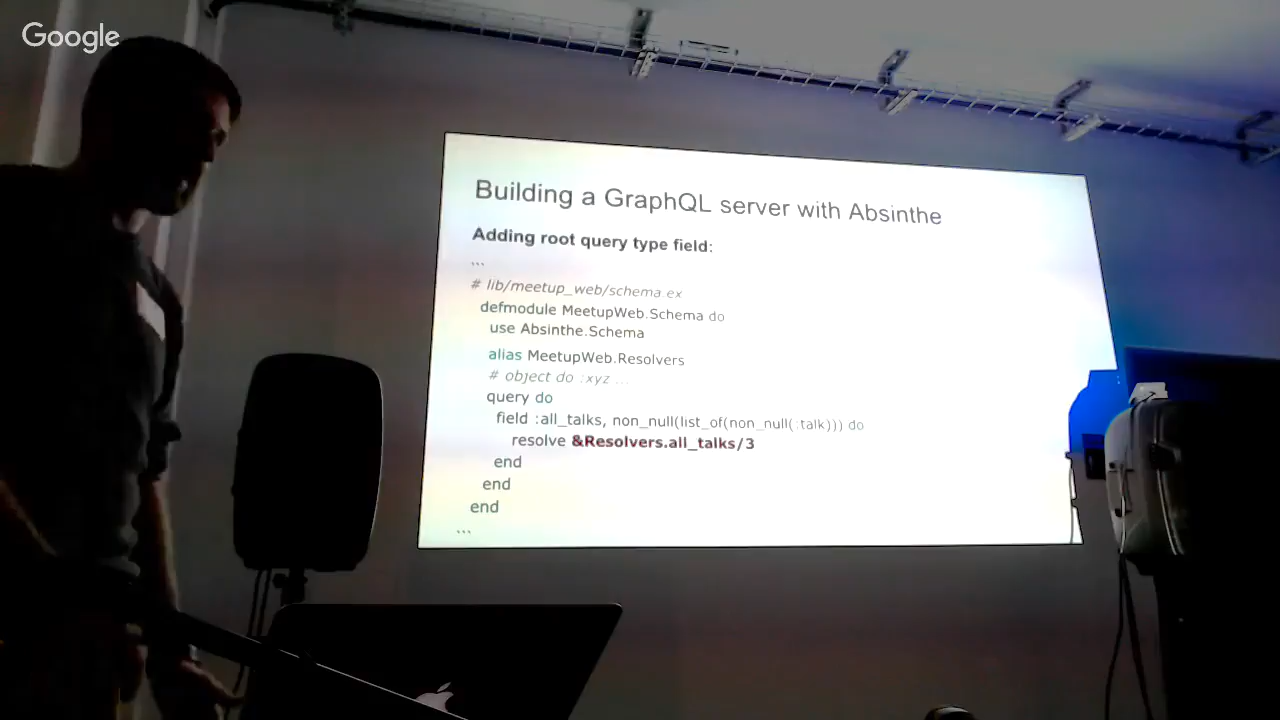 Google
Building a GraphQL server with Absinthe
Adding root query type field:
```
# lib/meetup_web/schema.ex
defmodule MeetupWeb.Schema do
use Absinthe.Schema
alias MeetupWeb.Resolvers
# object do :xyz ...
query do
field :all_talks, non_null(list_of(non_null(:talk))) do
resolve &Resolvers.all_talks/3
end
end
end
```